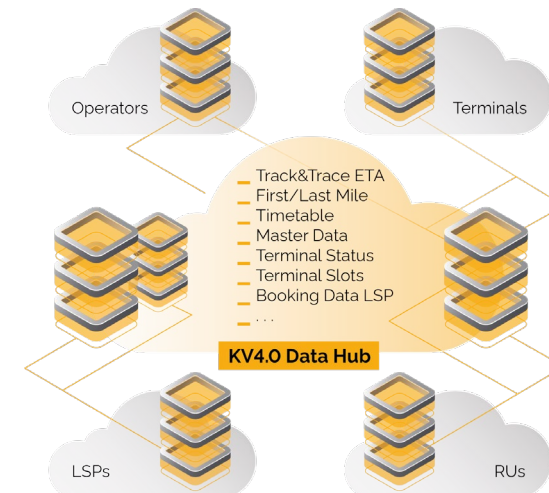 Operators
Terminals
Track&Trace ETA
First/Last Mile
Timetable
Master Data
Terminal Status
Terminal Slots
Booking Data LSP
. . .
KV4.0 Data Hub
LSPs
RUs